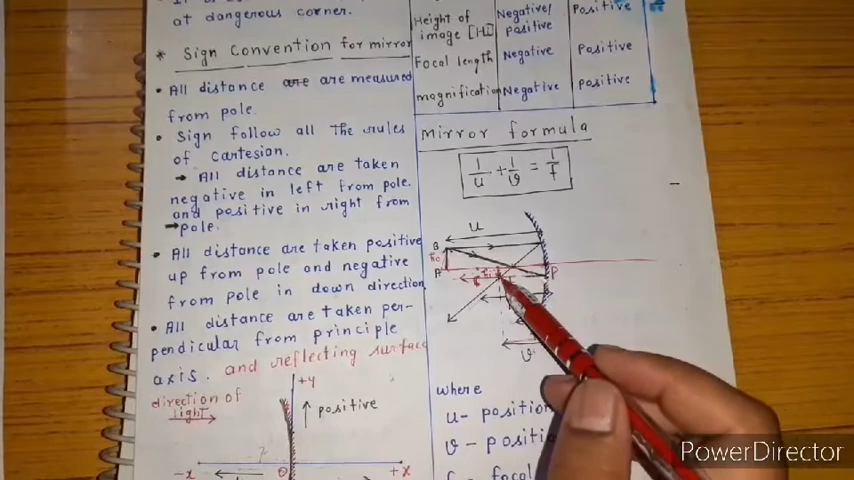 at dangerous corner.
* Sign Convention for mirror
• All distance are are measured
from pole.
• Sign follow all the rules
of Cartesian.
→ All distance are taken
negative in left from pole.
and positive in right from
→ pole.
• All distance are taken positive
up from pole and negative
from pole in down direction
• All distance are taken per-
pendicular from principle
axis. and reflecting surface
direction of
light
+y
positive
-x
O
+x
Height of
image [Hi]
Negative/
positive
Positive
Focal length
Negative
Positive
magnification
Negative
Positive
Mirror formula
1/u + 1/v = 1/f
u
B
ho
A
P
v
where
u - position
v - positi
f - focal
PowerDirector